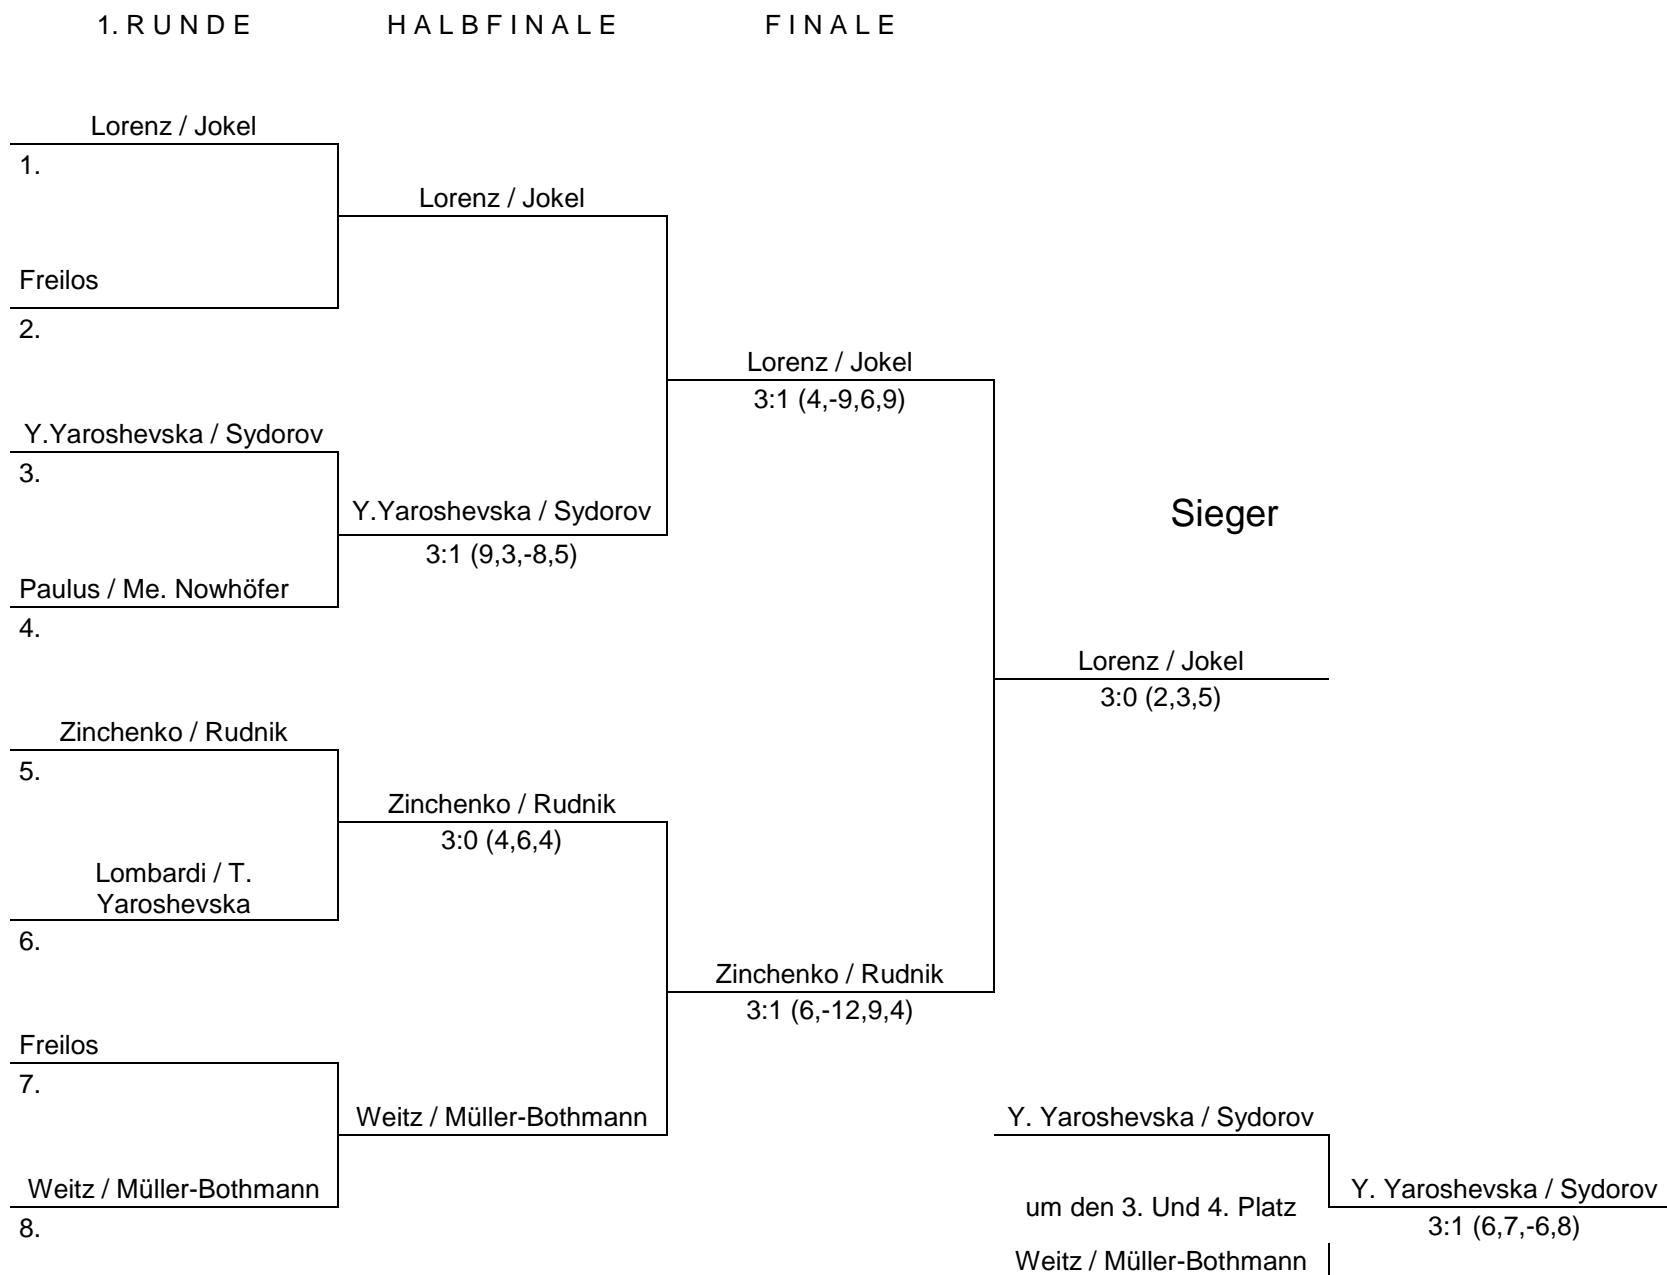 1. R U N D E
H A L B F I N A L E
F I N A L E
Lorenz / Jokel
1.
Lorenz / Jokel
Freilos
2.
Lorenz / Jokel
3:1 (4,-9,6,9)
Y.Yaroshevska / Sydorov
3.
Y.Yaroshevska / Sydorov
3:1 (9,3,-8,5)
Sieger
Paulus / Me. Nowhöfer
4.
Lorenz / Jokel
3:0 (2,3,5)
Zinchenko / Rudnik
5.
Zinchenko / Rudnik
3:0 (4,6,4)
Lombardi / T.
Yaroshevska
6.
Zinchenko / Rudnik
3:1 (6,-12,9,4)
Freilos
7.
Weitz / Müller-Bothmann
Y. Yaroshevska / Sydorov
Weitz / Müller-Bothmann
8.
um den 3. Und 4. Platz
Y. Yaroshevska / Sydorov
3:1 (6,7,-6,8)
Weitz / Müller-Bothmann